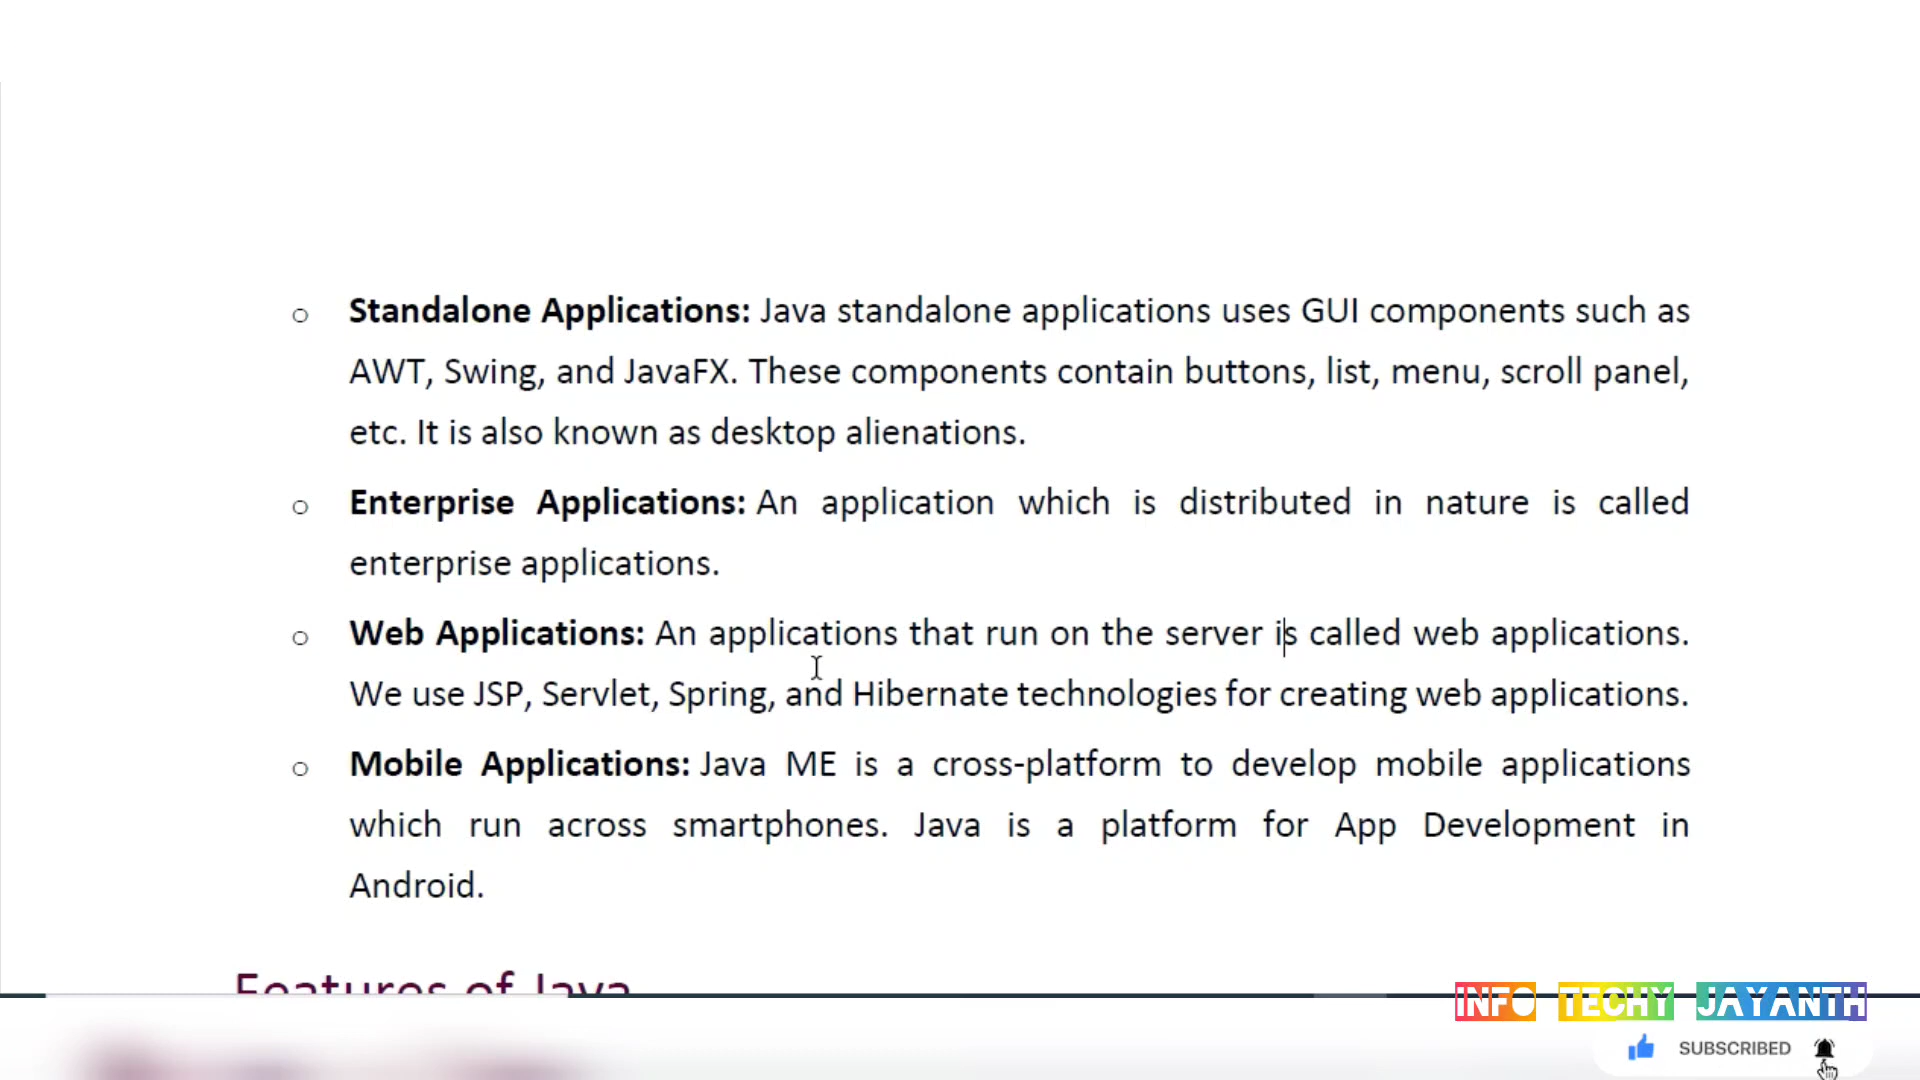 Standalone Applications: Java standalone applications uses GUI components such as
AWT, Swing, and JavaFX. These components contain buttons, list, menu, scroll panel,
etc. It is also known as desktop alienations.
Enterprise Applications: An application which is distributed in nature is called
enterprise applications.
Web Applications: An applications that run on the server is called web applications.
We use JSP, Servlet, Spring, and Hibernate technologies for creating web applications.
Mobile Applications: Java ME is a cross-platform to develop mobile applications
which run across smartphones. Java is a platform for App Development in
Android.
Features of Java
INFO TECHY JAYANTH
SUBSCRIBED